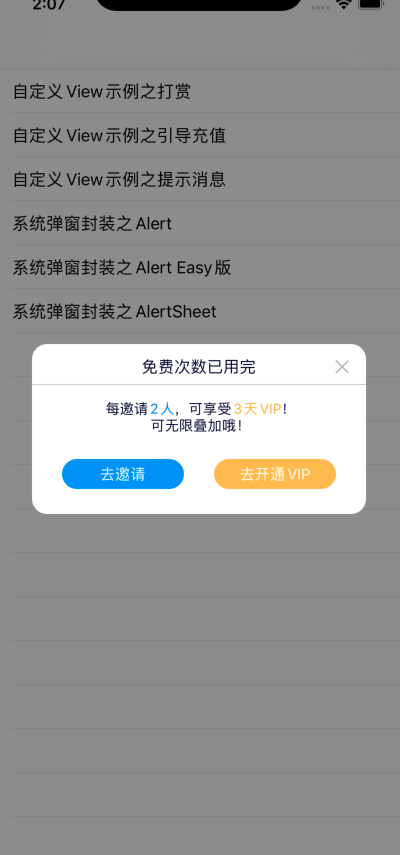 2:07
自定义 View 示例之打赏
自定义 View 示例之引导充值
自定义 View 示例之提示消息
系统弹窗封装之 Alert
系统弹窗封装之 Alert Easy 版
系统弹窗封装之 AlertSheet
免费次数已用完
每邀请 2 人，可享受 3 天 VIP！
可无限叠加哦！
去邀请
去开通 VIP